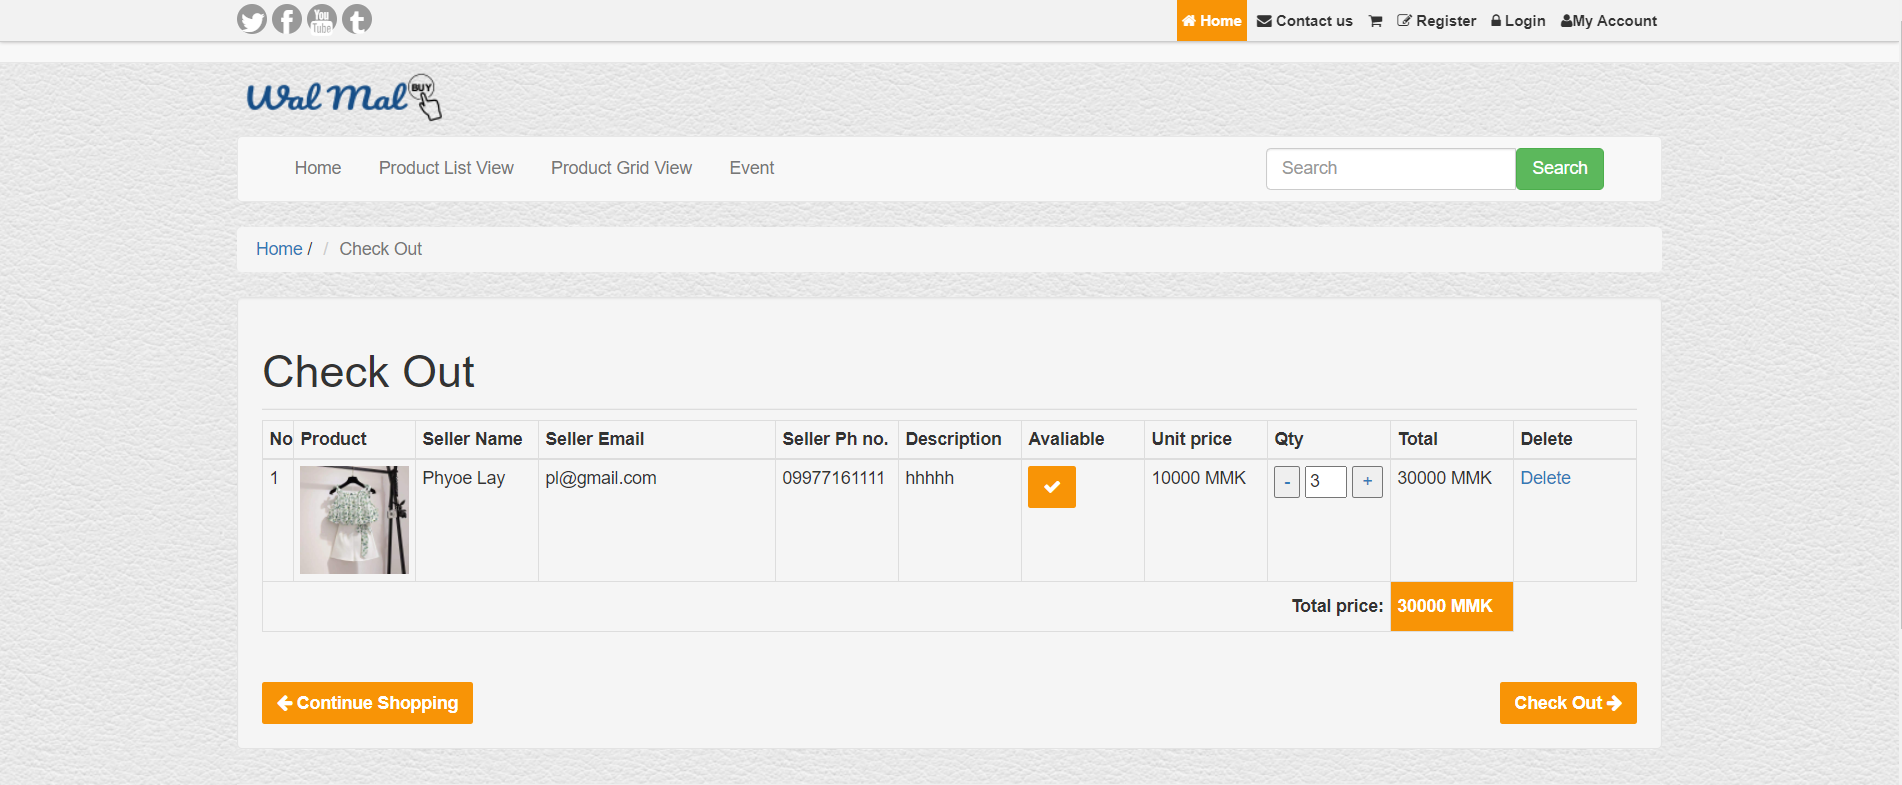 You
Tube
Home Contact us Register Login My Account
Wal Mal BUY
Home Product List View Product Grid View Event Search Search
Home / / Check Out
Check Out
No Product Seller Name Seller Email Seller Ph no. Description Avaliable Unit price Qty Total Delete
1 Phyoe Lay pl@gmail.com 09977161111 hhhhh 10000 MMK - 3 + 30000 MMK Delete
Total price: 30000 MMK
Continue Shopping Check Out